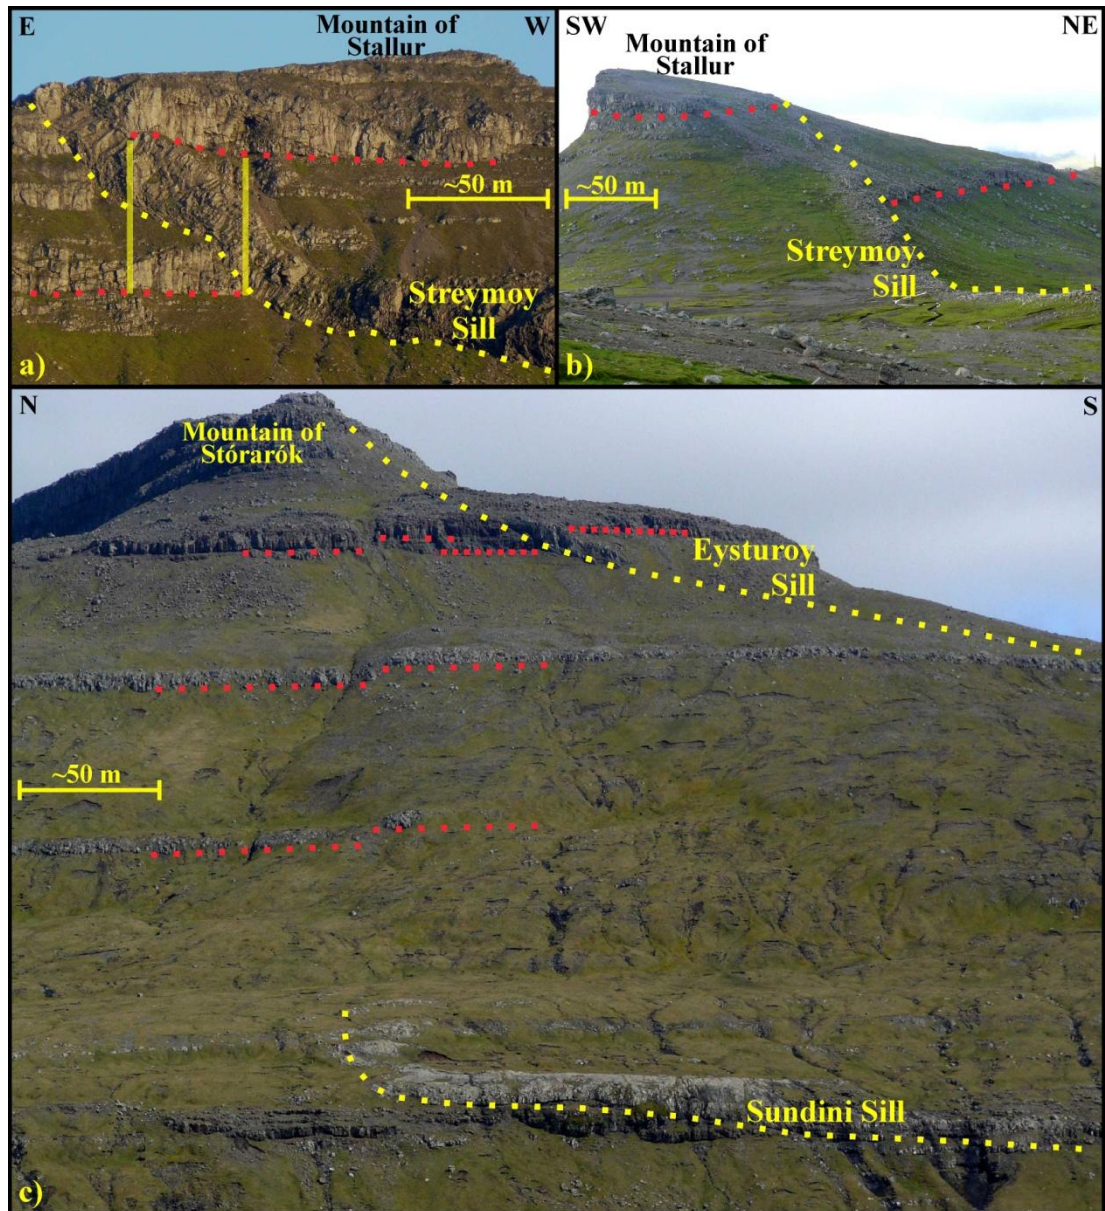 E
Mountain of
Stallur
W
~50 m
Streymoy
Sill
a)
SW
Mountain of
Stallur
NE
~50 m
Streymoy
Sill
b)
N
S
Mountain of
Stórarók
Eysturoy
Sill
~50 m
Sundini Sill
c)